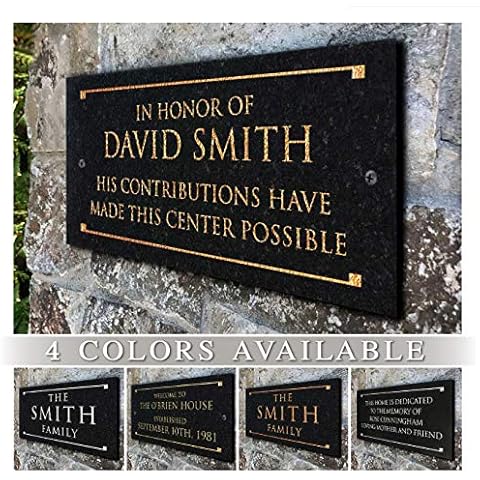 IN HONOR OF
DAVID SMITH
HIS CONTRIBUTIONS HAVE
MADE THIS CENTER POSSIBLE
4 COLORS AVAILABLE
THE
SMITH
FAMILY
WELCOME TO
THE O'BRIEN HOUSE
ESTABLISHED
SEPTEMBER 10TH, 1981
THE
SMITH
FAMILY
THIS HOME IS DEDICATED
TO THE MEMORY OF
ROSE CUNNINGHAM
LOVING MOTHER AND FRIEND